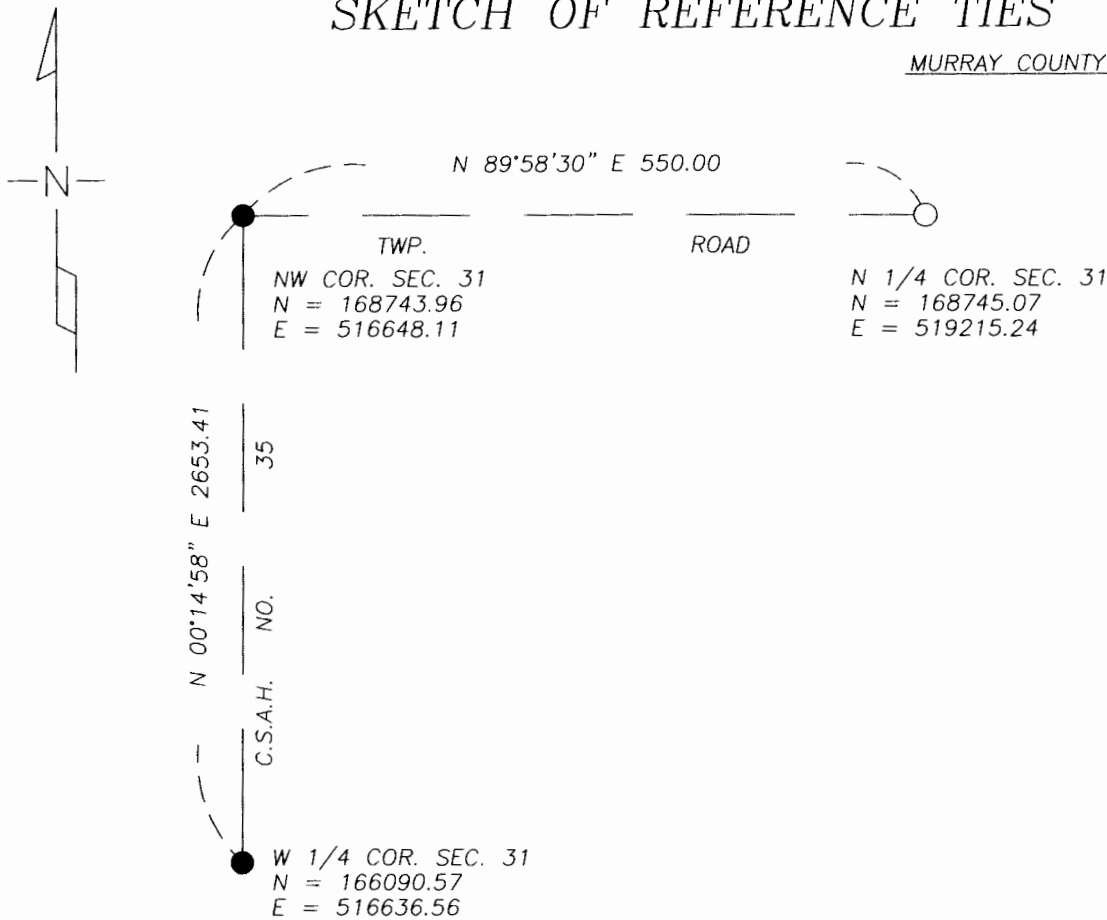 SKETCH OF REFERENCE TIES
MURRAY COUNTY
N
N 89°58'30" E 550.00
TWP. ROAD
NW COR. SEC. 31
N = 168743.96
E = 516648.11
N 1/4 COR. SEC. 31
N = 168745.07
E = 519215.24
N 00°14'58" E 2653.41
C.S.A.H. NO. 35
W 1/4 COR. SEC. 31
N = 166090.57
E = 516636.56